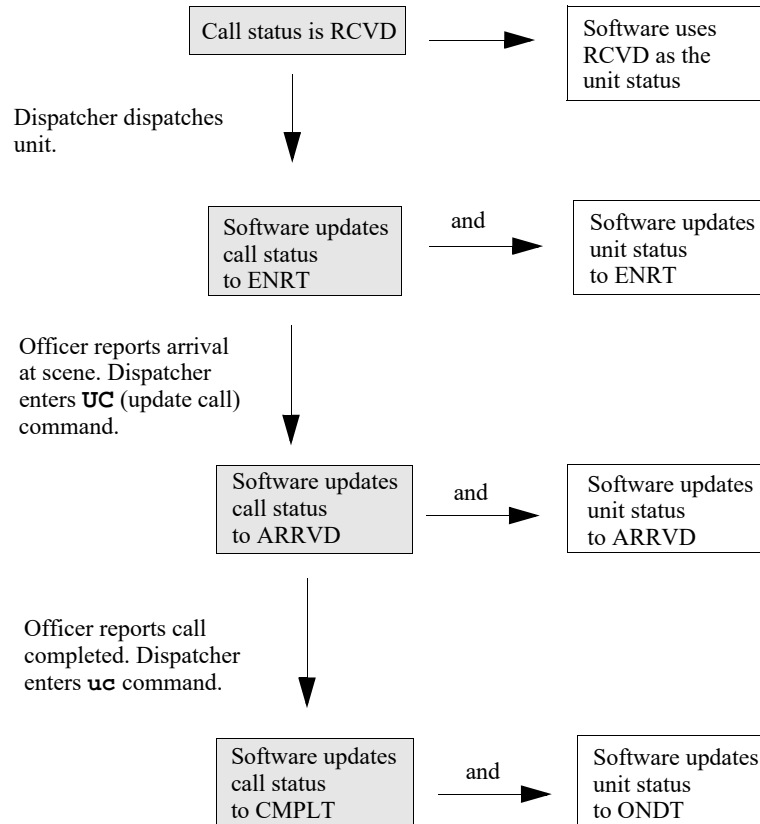 Call status is RCVD
Software uses
RCVD as the
unit status
Dispatcher dispatches
unit.
Software updates
call status
to ENRT
and
Software updates
unit status
to ENRT
Officer reports arrival
at scene. Dispatcher
enters UC (update call)
command.
Software updates
call status
to ARRVD
and
Software updates
unit status
to ARRVD
Officer reports call
completed. Dispatcher
enters uc command.
Software updates
call status
to CMPLT
and
Software updates
unit status
to ONDT